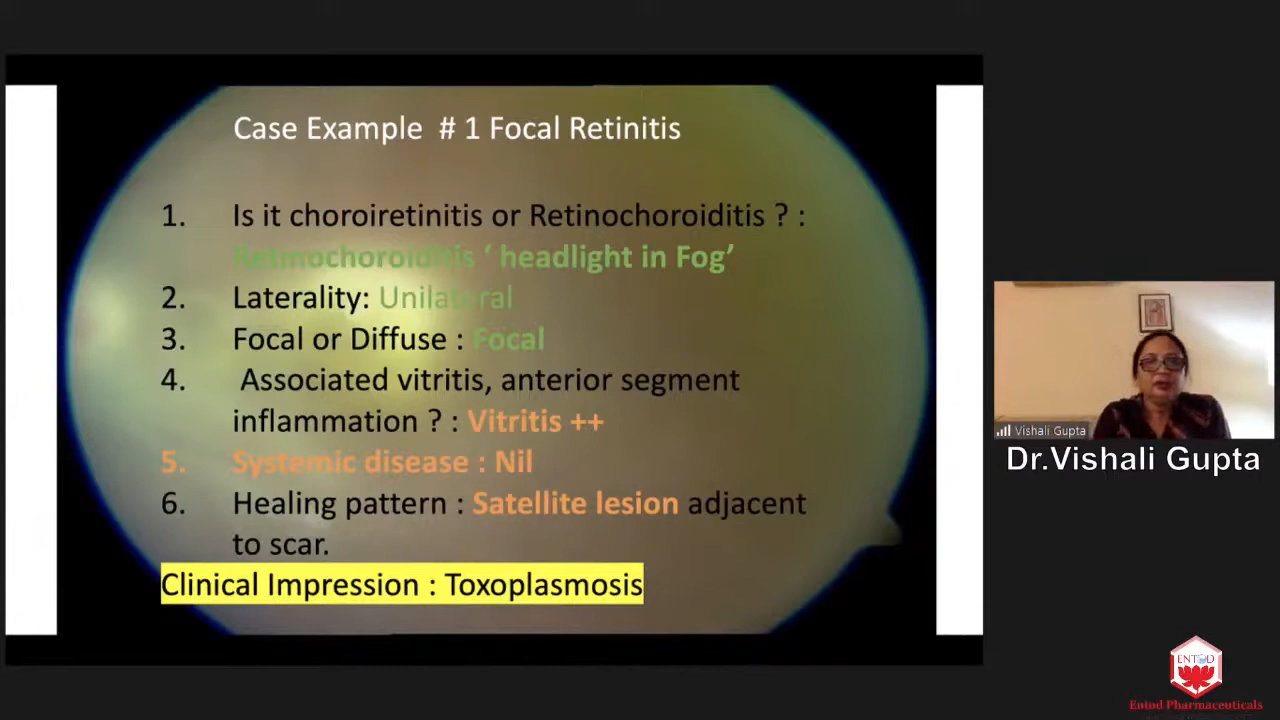 Case Example # 1 Focal Retinitis
1. Is it choroiretinitis or Retinochoroiditis ? :
Retinochoroiditis ‘ headlight in Fog’
2. Laterality: Unilateral
3. Focal or Diffuse : Focal
4. Associated vitritis, anterior segment
inflammation ? : Vitritis ++
5. Systemic disease : Nil
6. Healing pattern : Satellite lesion adjacent
to scar.
Clinical Impression : Toxoplasmosis
Vishali Gupta
Dr.Vishali Gupta
ENTOD
Entod Pharmaceuticals